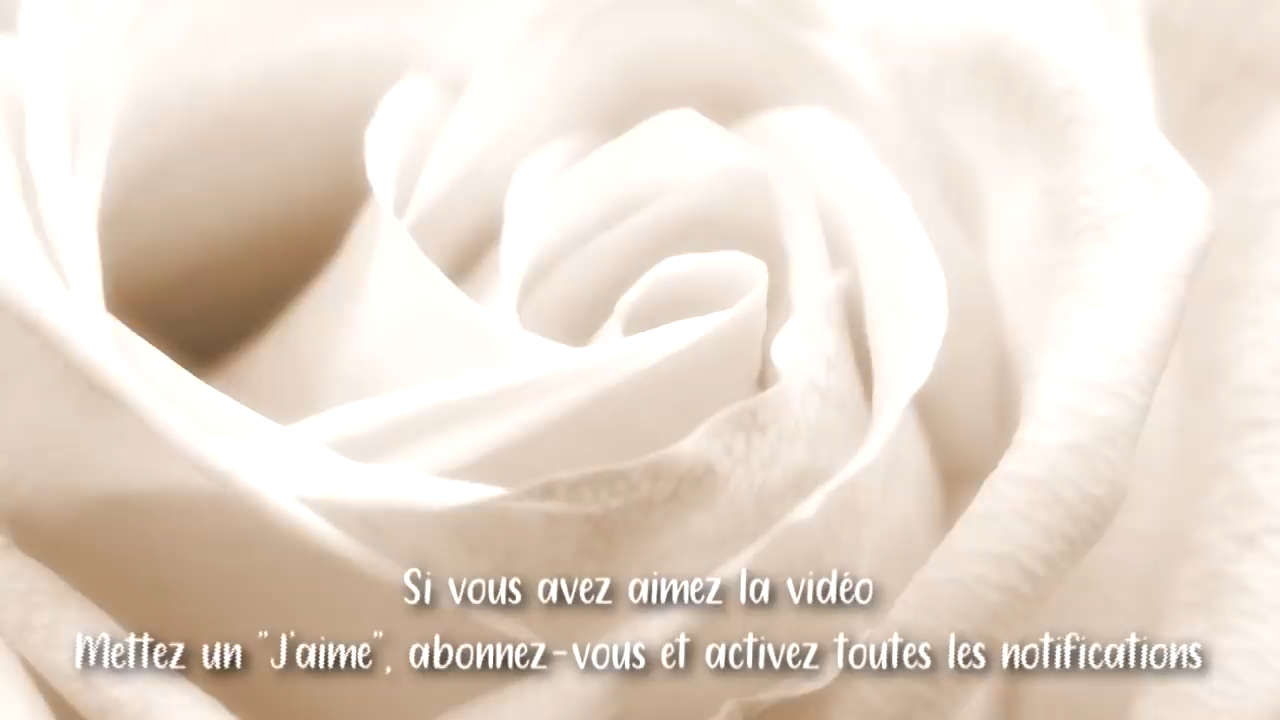 Si vous avez aimez la vidéo
Mettez un "J'aime", abonnez-vous et activez toutes les notifications